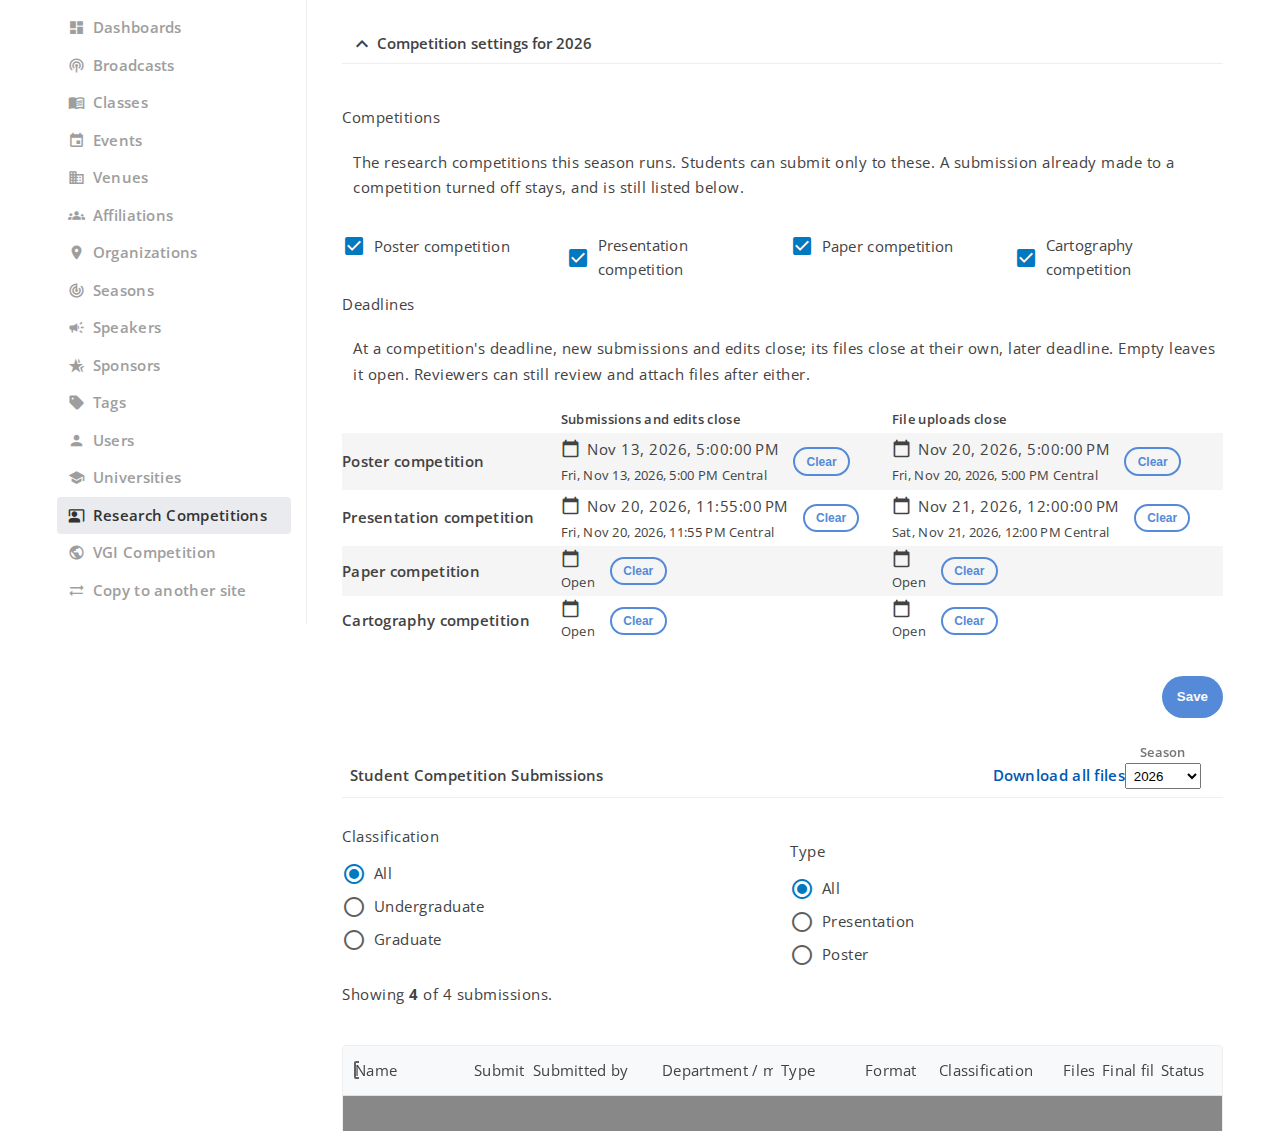 Dashboards
Broadcasts
Classes
Events
Venues
Affiliations
Organizations
Seasons
Speakers
Sponsors
Tags
Users
Universities
Research Competitions
VGI Competition
Copy to another site
Competition settings for 2026
Competitions
The research competitions this season runs. Students can submit only to these. A submission already made to a
competition turned off stays, and is still listed below.
Poster competition
Presentation
competition
Paper competition
Cartography
competition
Deadlines
At a competition's deadline, new submissions and edits close; its files close at their own, later deadline. Empty leaves
it open. Reviewers can still review and attach files after either.
Submissions and edits close File uploads close
Poster competition Nov 13, 2026, 5:00:00 PM Clear Nov 20, 2026, 5:00:00 PM Clear
Fri, Nov 13, 2026, 5:00 PM Central Fri, Nov 20, 2026, 5:00 PM Central
Presentation competition Nov 20, 2026, 11:55:00 PM Clear Nov 21, 2026, 12:00:00 PM Clear
Fri, Nov 20, 2026, 11:55 PM Central Sat, Nov 21, 2026, 12:00 PM Central
Paper competition Open Clear Open Clear
Cartography competition Open Clear Open Clear
Save
Student Competition Submissions
Download all files
Season
2026
Classification
All
Undergraduate
Graduate
Type
All
Presentation
Poster
Showing 4 of 4 submissions.
Name Submit Submitted by Department / m Type Format Classification Files Final fil Status